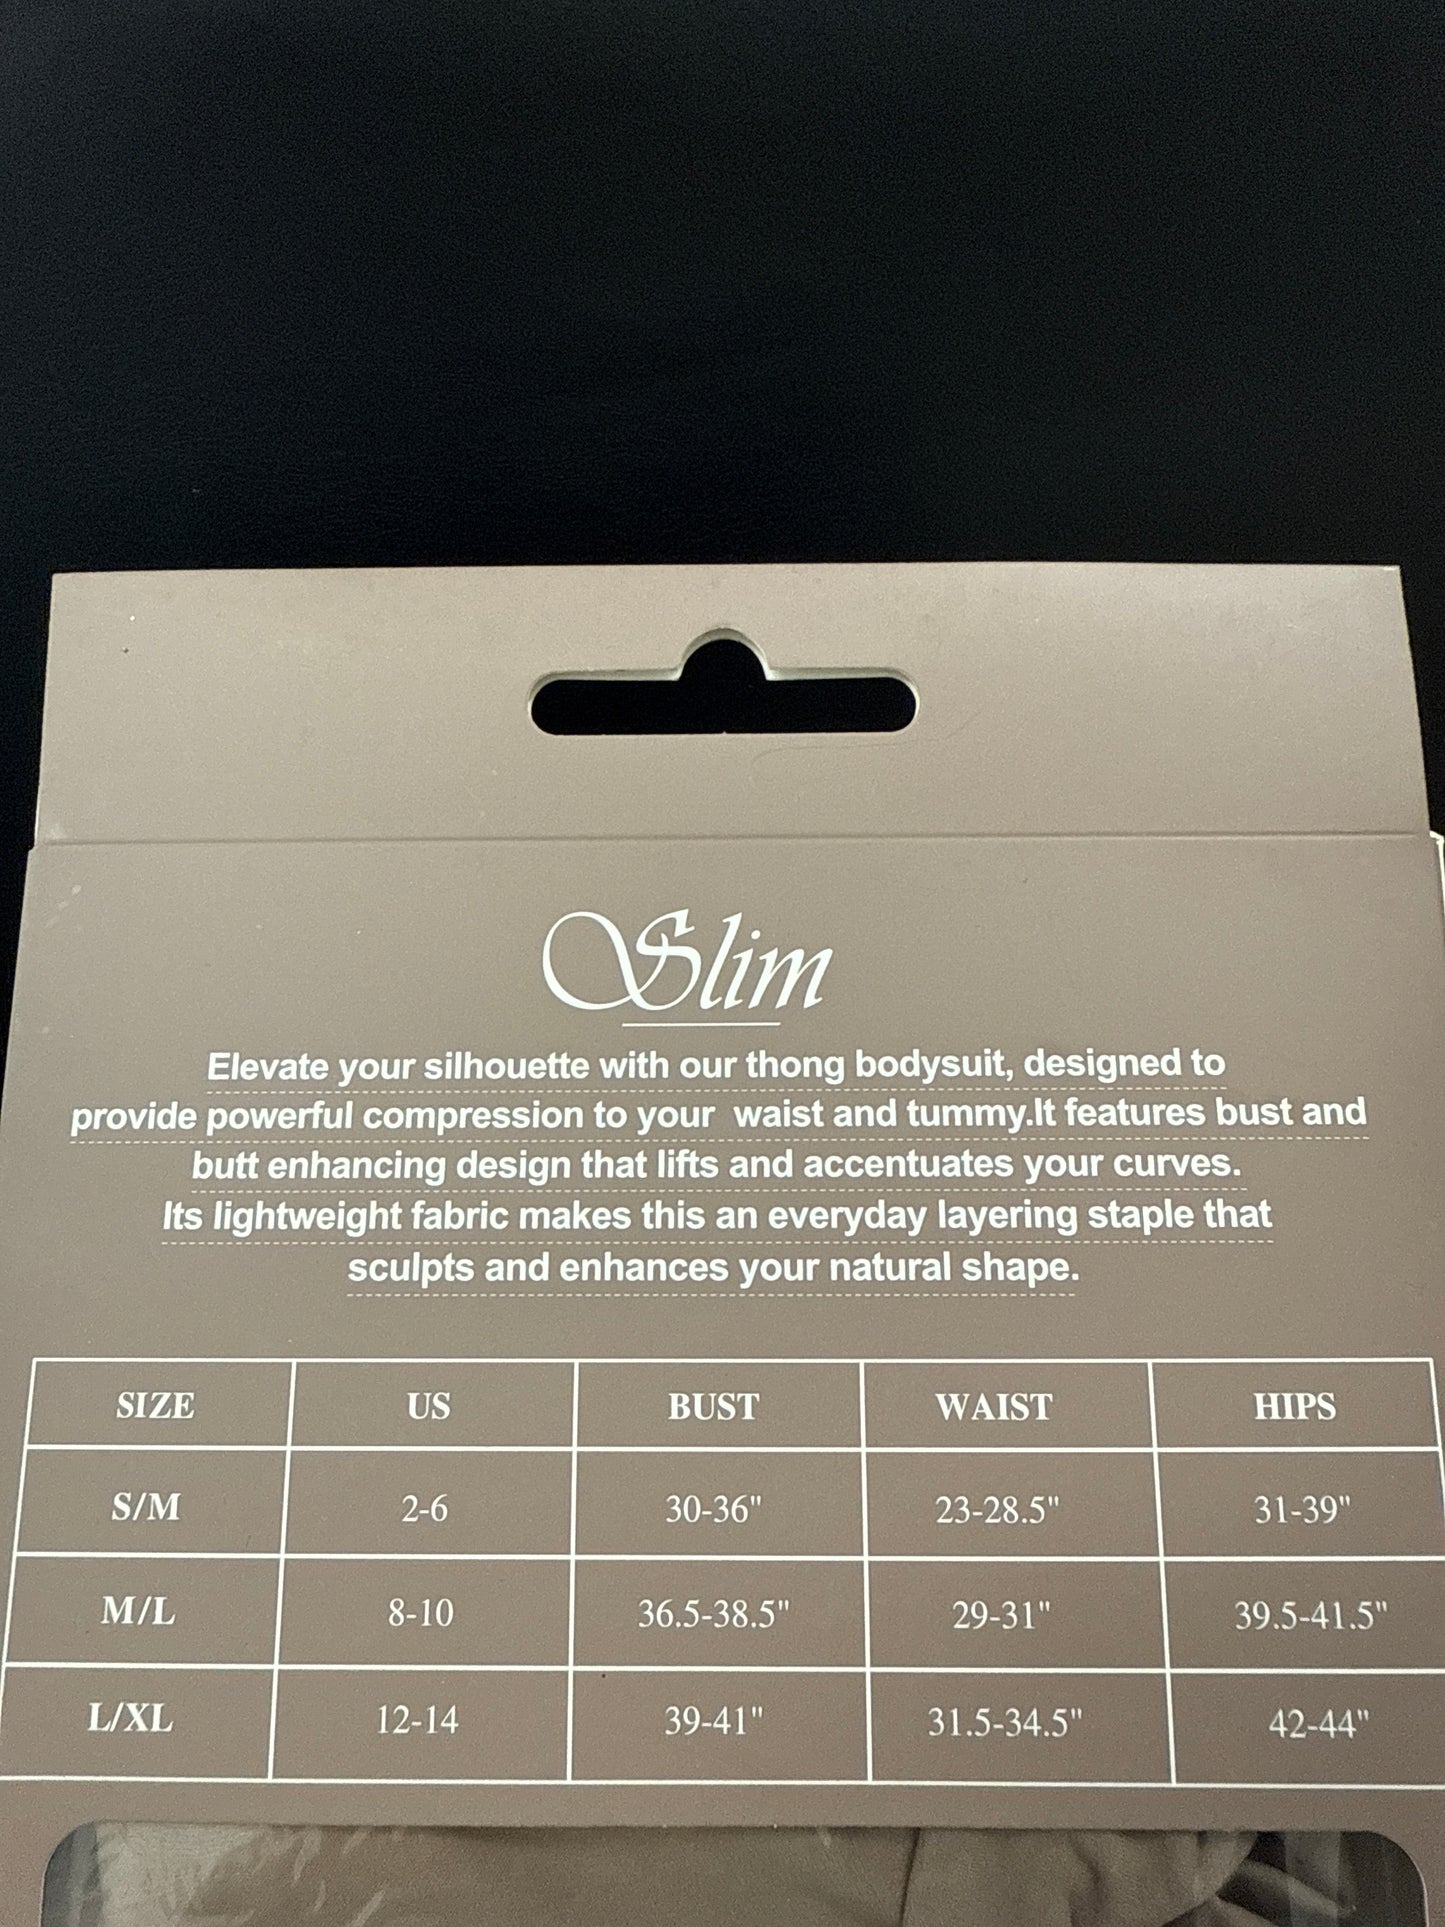 Slim
Elevate your silhouette with our thong bodysuit, designed to
provide powerful compression to your  waist and tummy.It features bust and
butt enhancing design that lifts and accentuates your curves.
Its lightweight fabric makes this an everyday layering staple that
sculpts and enhances your natural shape.
SIZE US BUST WAIST HIPS
S/M 2-6 30-36" 23-28.5" 31-39"
M/L 8-10 36.5-38.5" 29-31" 39.5-41.5"
L/XL 12-14 39-41" 31.5-34.5" 42-44"